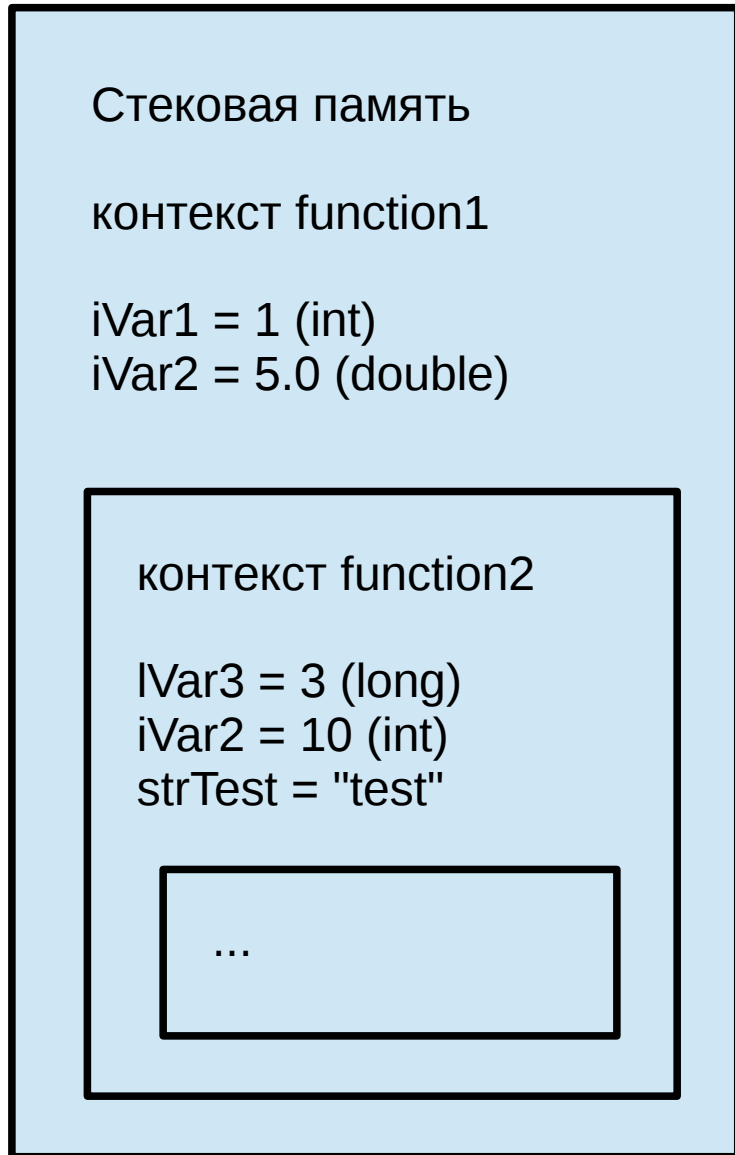 Стековая память
контекст function1
iVar1 = 1 (int)
iVar2 = 5.0 (double)
контекст function2
lVar3 = 3 (long)
iVar2 = 10 (int)
strTest = "test"
...